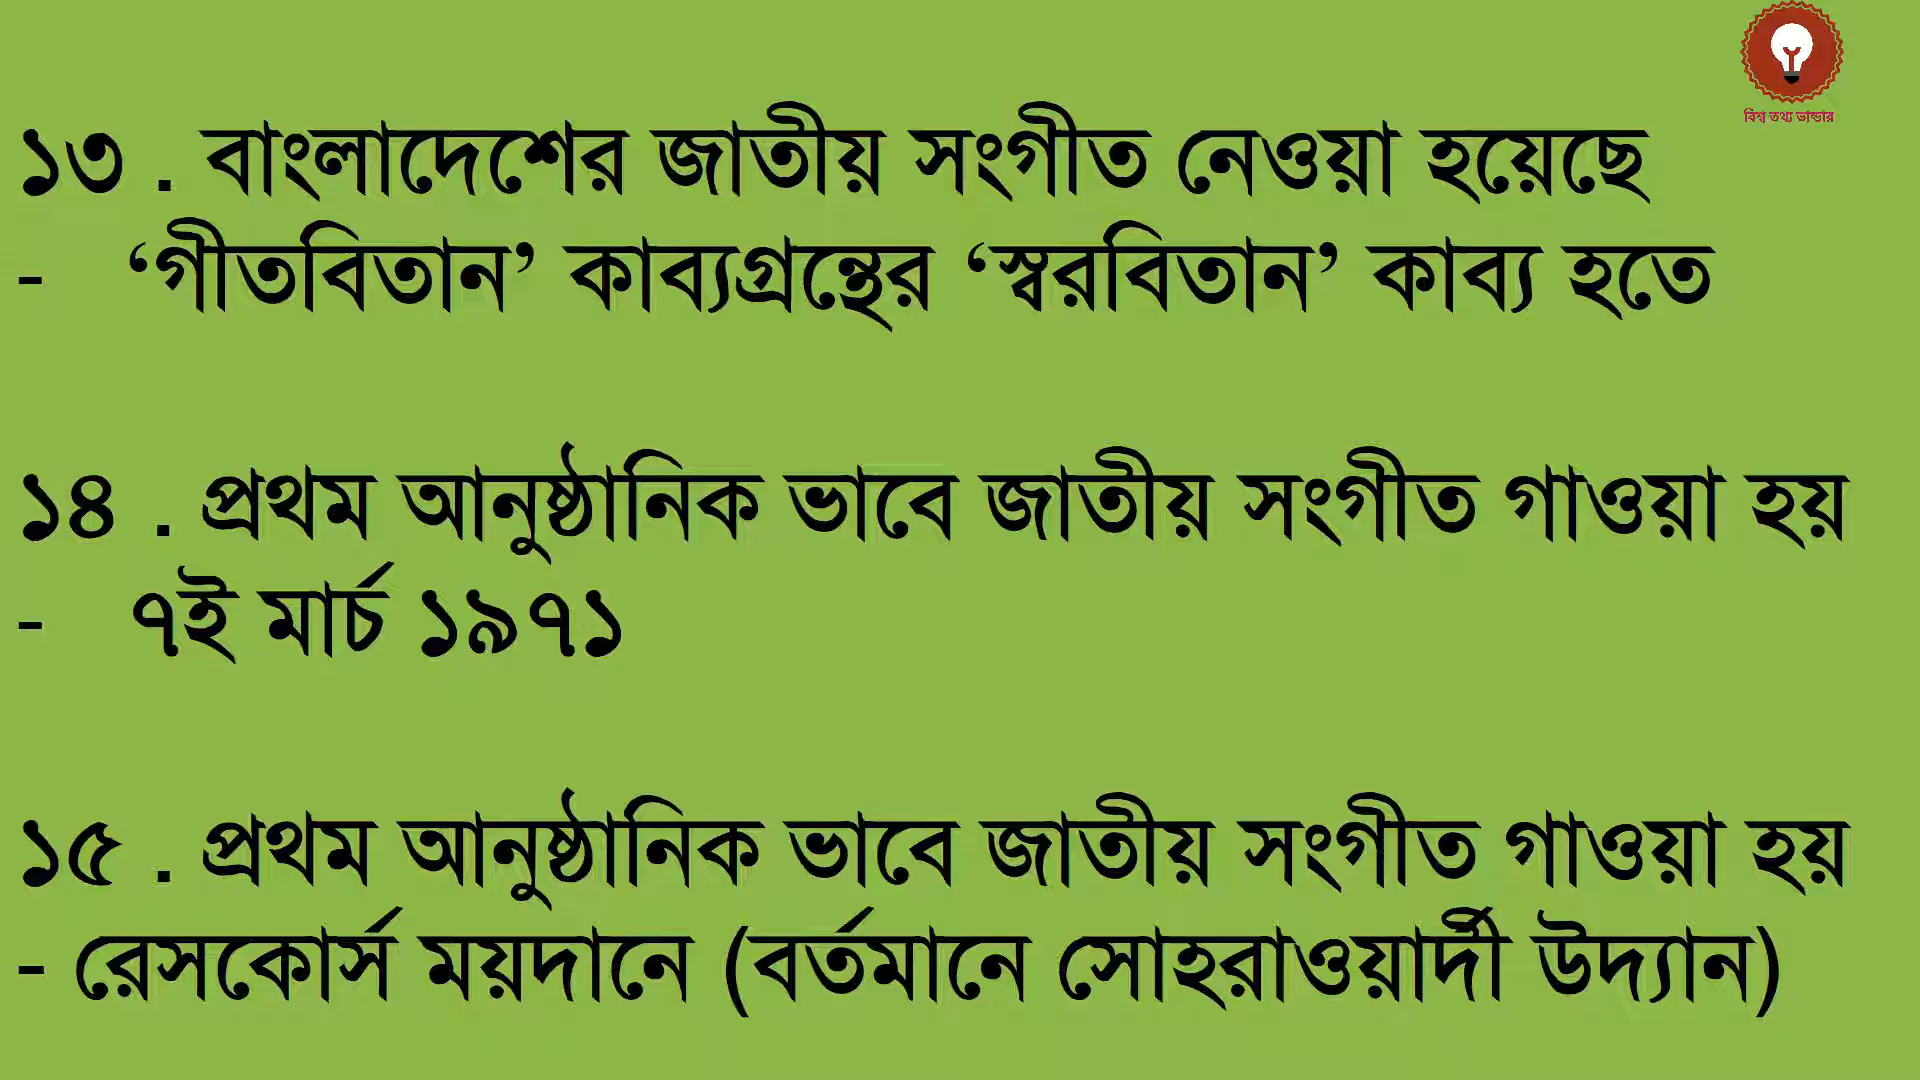 বিশ্ব তথ্য ভান্ডার
১৩ . বাংলাদেশের জাতীয় সংগীত নেওয়া হয়েছে
- ‘গীতবিতান’ কাব্যগ্রন্থের ‘স্বরবিতান’ কাব্য হতে
১৪ . প্রথম আনুষ্ঠানিক ভাবে জাতীয় সংগীত গাওয়া হয়
- ৭ই মার্চ ১৯৭১
১৫ . প্রথম আনুষ্ঠানিক ভাবে জাতীয় সংগীত গাওয়া হয়
- রেসকোর্স ময়দানে (বর্তমানে সোহরাওয়ার্দী উদ্যান)